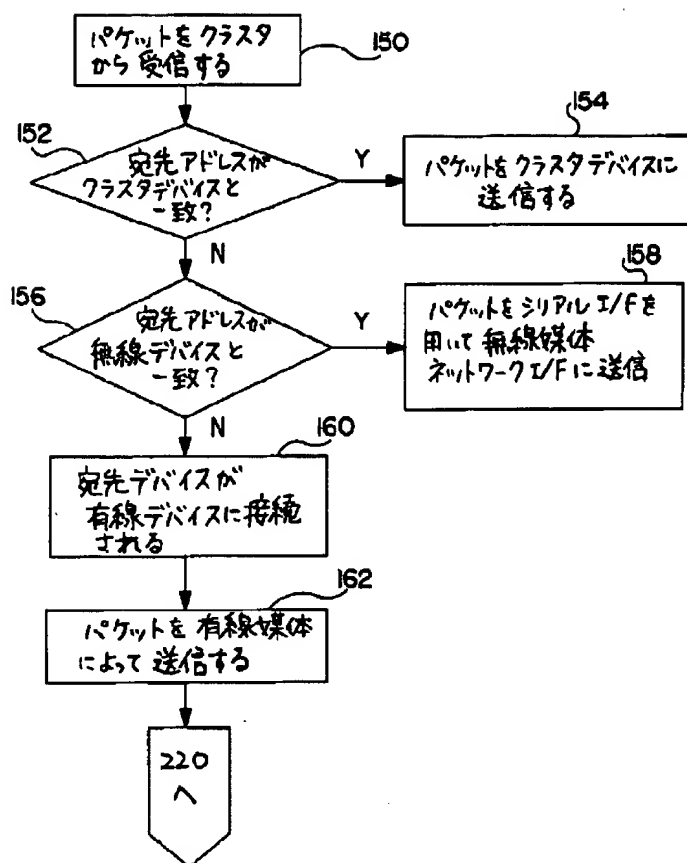 パケットをクラスタ
から受信する
150
152
宛先アドレスが
クラスタデバイスと
一致?
Y
154
パケットをクラスタデバイスに
送信する
N
156
宛先アドレスが
無線デバイスと
一致?
Y
158
パケットをシリアルI/Fを
用いて無線媒体
ネットワークI/Fに送信
N
160
宛先デバイスが
有線デバイスに接続
される
162
パケットを有線媒体
によって送信する
220
へ